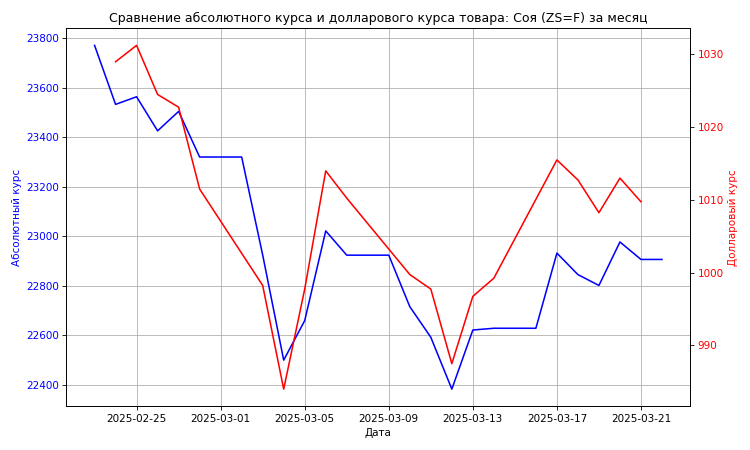 Сравнение абсолютного курса и долларового курса товара: Соя (ZS=F) за месяц
23800
23600
23400
23200
23000
22800
22600
22400
Абсолютный курс
1030
1020
1010
1000
990
Долларовый курс
2025-02-25 2025-03-01 2025-03-05 2025-03-09 2025-03-13 2025-03-17 2025-03-21
Дата